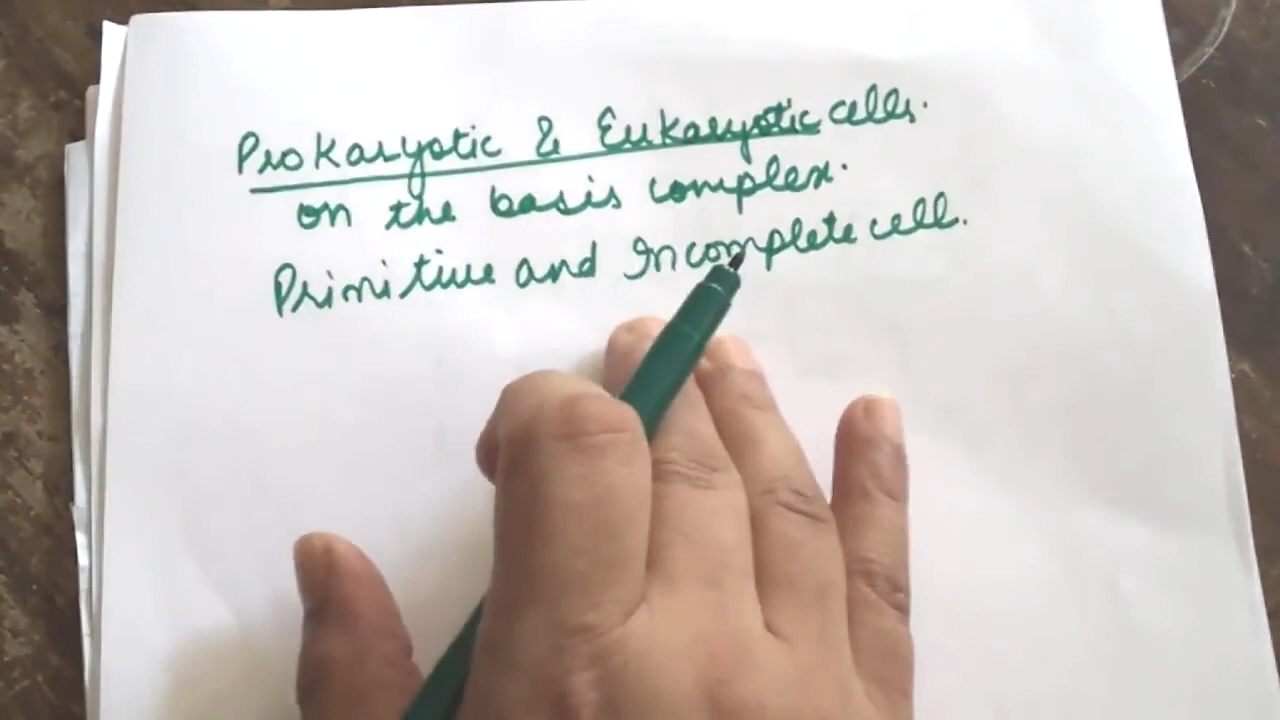 Prokaryotic & Eukaryotic cells.
on the basis complex.
Primitive and Incomplete cell.